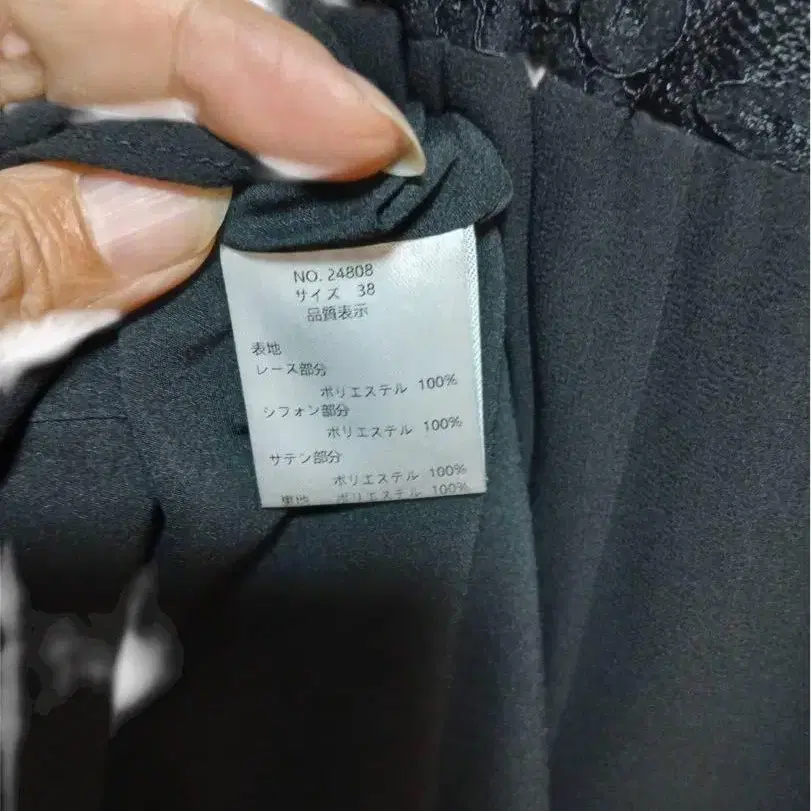 NO. 24808
サイズ 38
品質表示
表地
レース部分
ポリエステル 100%
シフォン部分
ポリエステル 100%
サテン部分
ポリエステル 100%
裏地 ポリエステル 100%